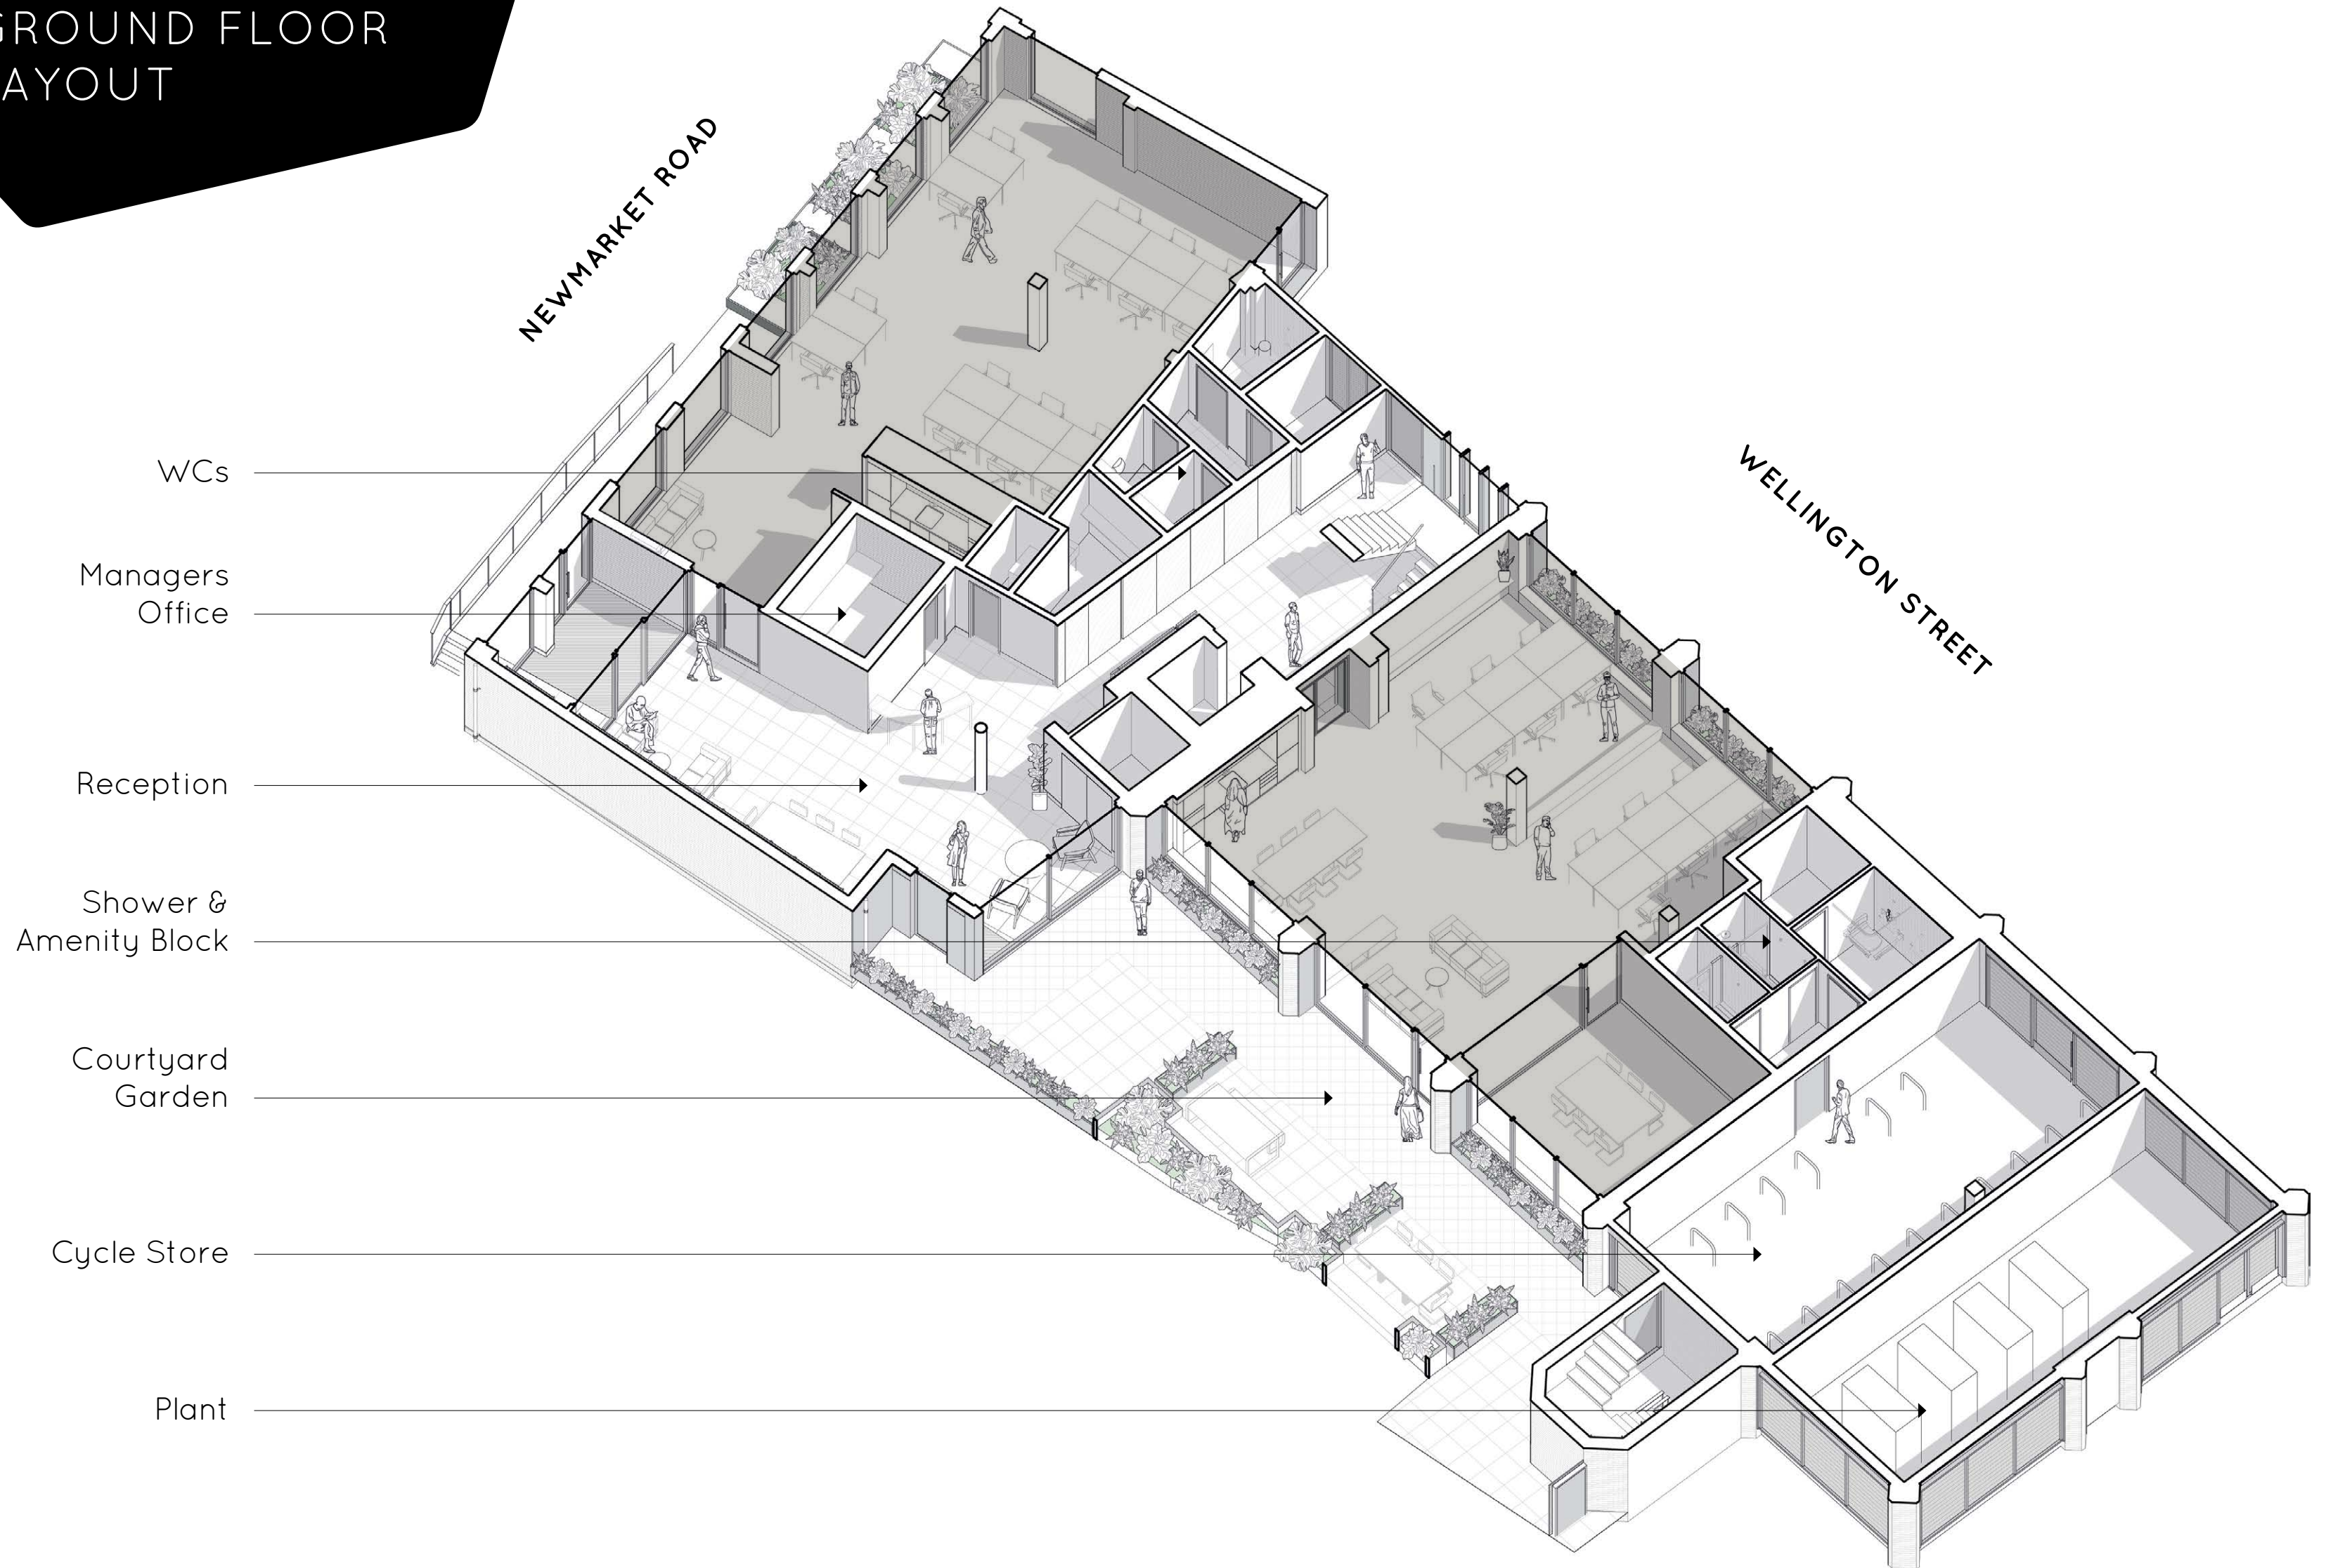 GROUND FLOOR
AYOUT
NEWMARKET ROAD
WELLINGTON STREET
WCs
Managers
Office
Reception
Shower &
Amenity Block
Courtyard
Garden
Cycle Store
Plant